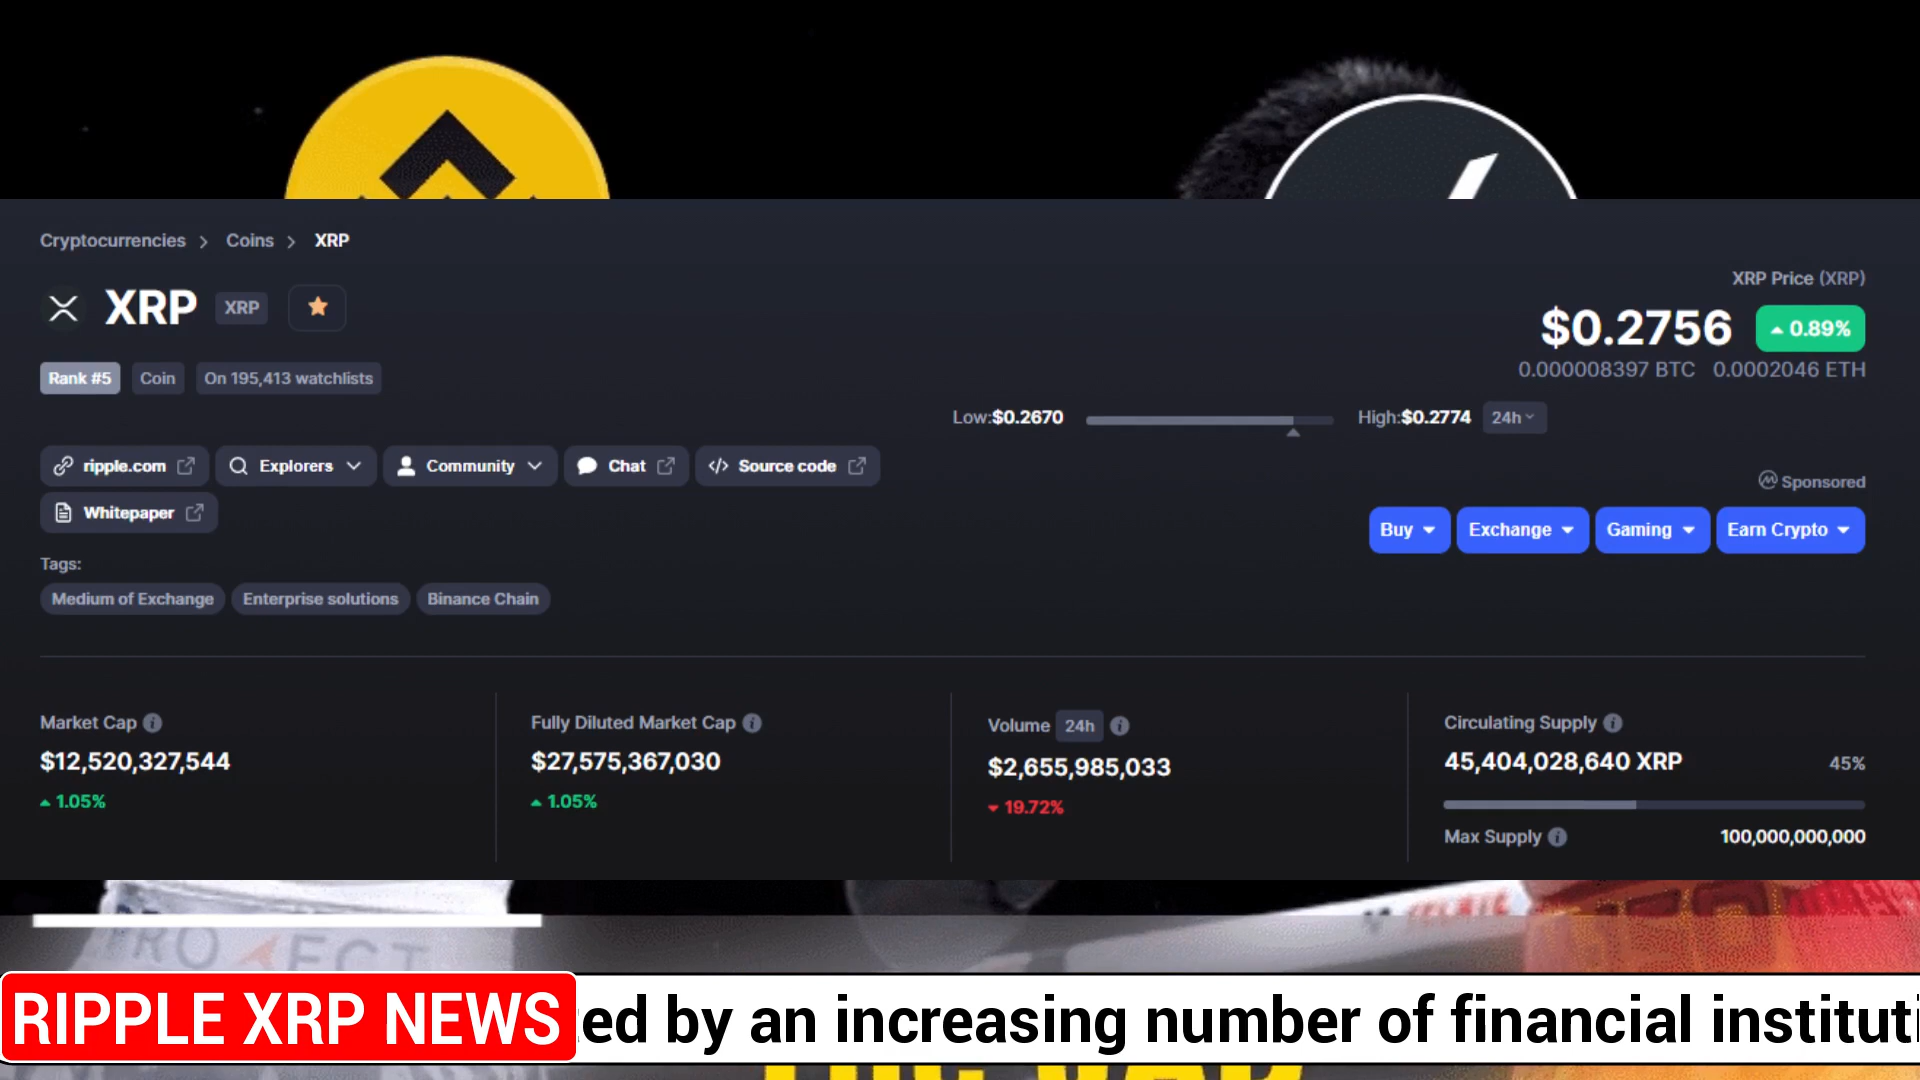 Cryptocurrencies > Coins > XRP
XRP XRP
Rank #5 Coin On 195,413 watchlists
ripple.com Explorers Community Chat Source code
Whitepaper
Tags:
Medium of Exchange Enterprise solutions Binance Chain
XRP Price (XRP)
$0.2756 0.89%
0.000008397 BTC 0.0002046 ETH
Low:$0.2670 High:$0.2774 24h
Sponsored
Buy Exchange Gaming Earn Crypto
Market Cap
$12,520,327,544
1.05%
Fully Diluted Market Cap
$27,575,367,030
1.05%
Volume 24h
$2,655,985,033
19.72%
Circulating Supply
45,404,028,640 XRP 45%
Max Supply 100,000,000,000
RIPPLE XRP NEWS
ed by an increasing number of financial instituti